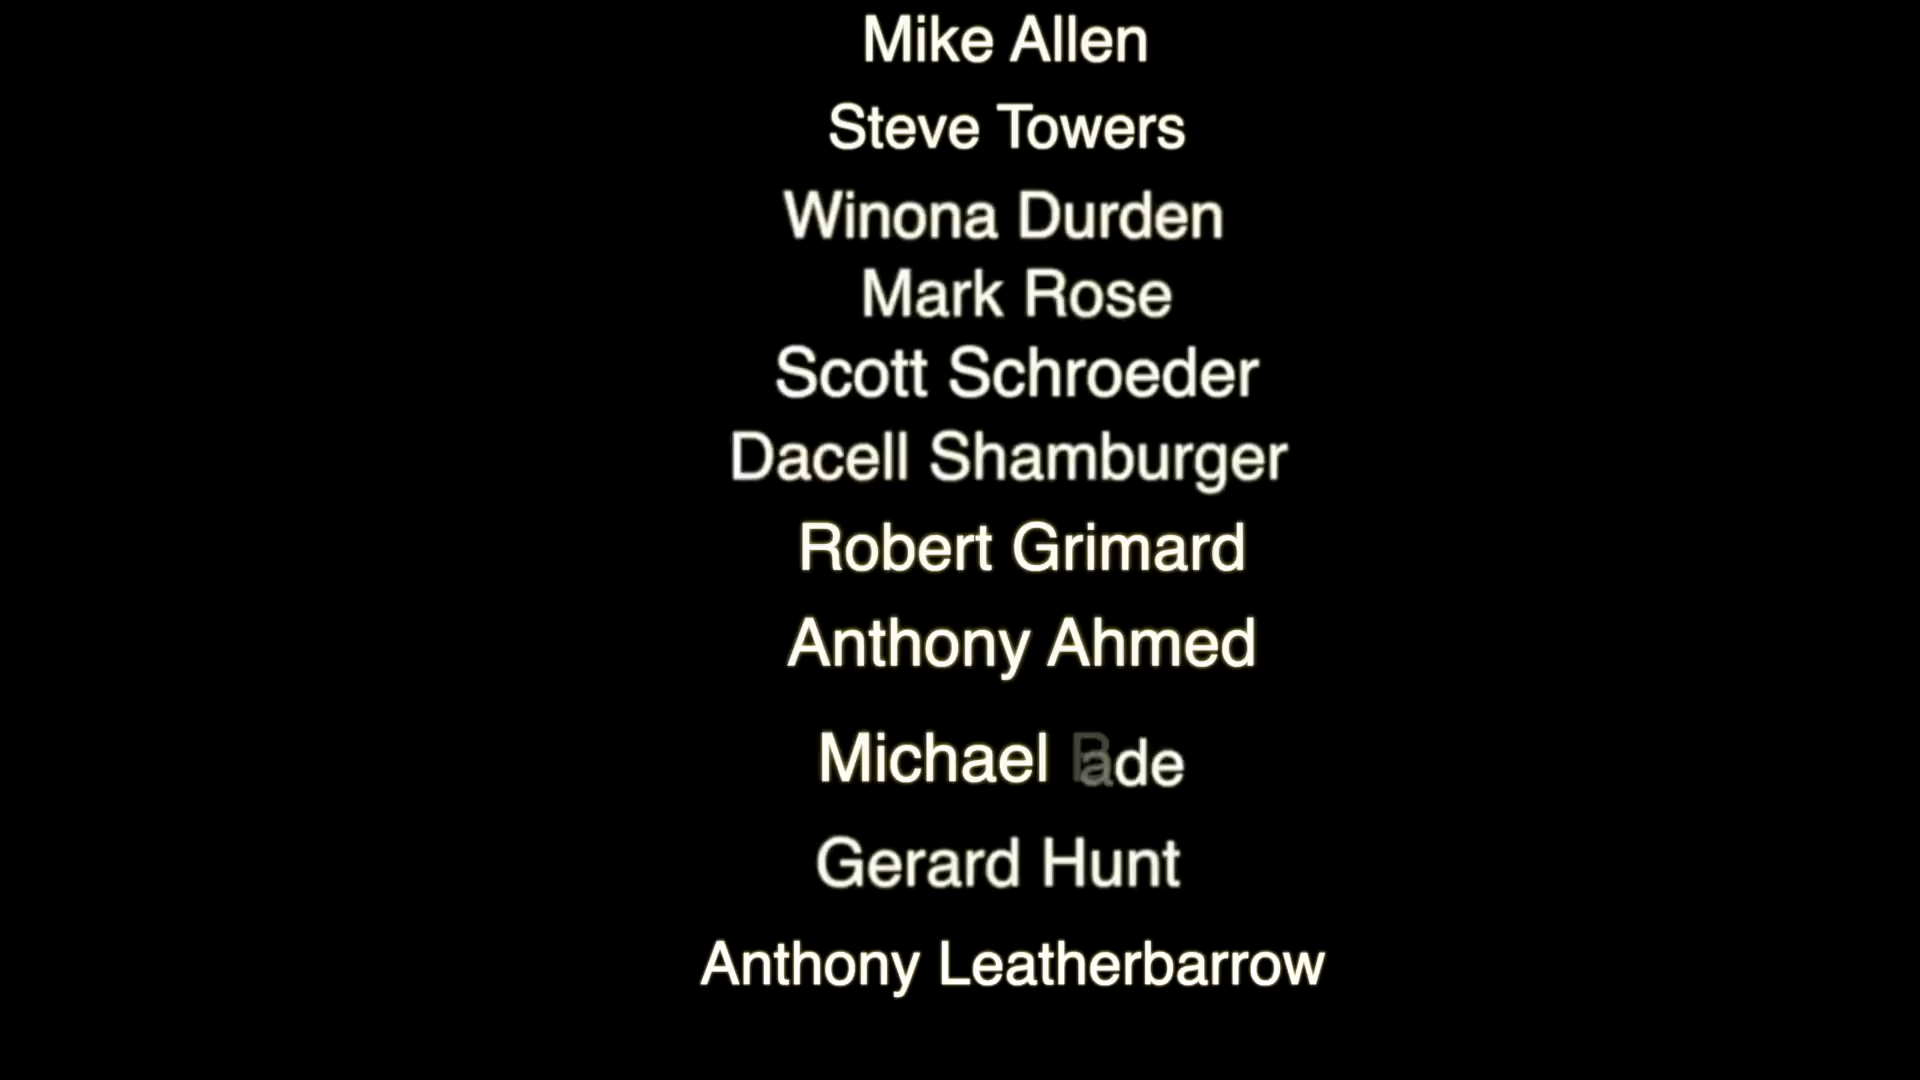 Mike Allen
Steve Towers
Winona Durden
Mark Rose
Scott Schroeder
Dacell Shamburger
Robert Grimard
Anthony Ahmed
Michael
Gerard Hunt
Anthony Leatherbarrow